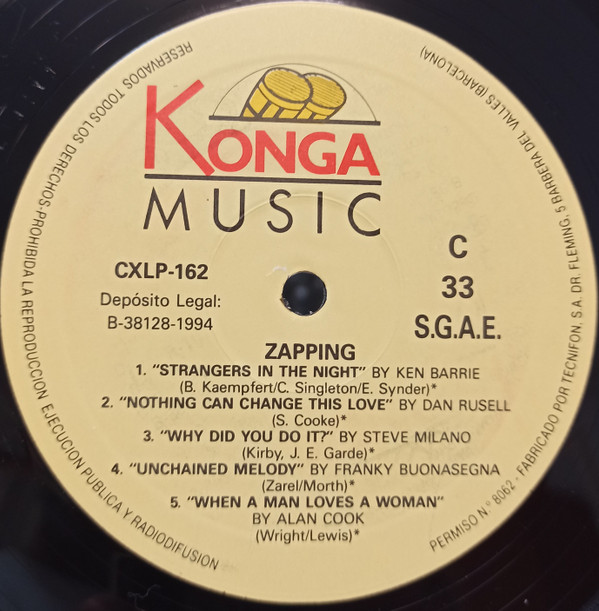 KONGA
MUSIC
CXLP-162
Depósito Legal:
B-38128-1994
C
33
S.G.A.E.
ZAPPING
1. "STRANGERS IN THE NIGHT" BY KEN BARRIE
(B. Kaempfert/C. Singleton/E. Synder)*
2. "NOTHING CAN CHANGE THIS LOVE" BY DAN RUSELL
(S. Cooke)*
3. "WHY DID YOU DO IT?" BY STEVE MILANO
(Kirby, J. E. Garde)*
4. "UNCHAINED MELODY" BY FRANKY BUONASEGNA
(Zarel/Morth)*
5. "WHEN A MAN LOVES A WOMAN"
BY ALAN COOK
(Wright/Lewis)*
RESERVADOS TODOS LOS DERECHOS-PROHIBIDA LA REPRODUCCION EJECUCION PUBLICA Y RADIODIFUSION
PERMISO N° 8062 - FABRICADO POR TECNIFON, S.A. DR. FLEMING, 5 BARBERA DEL VALLES (BARCELONA)